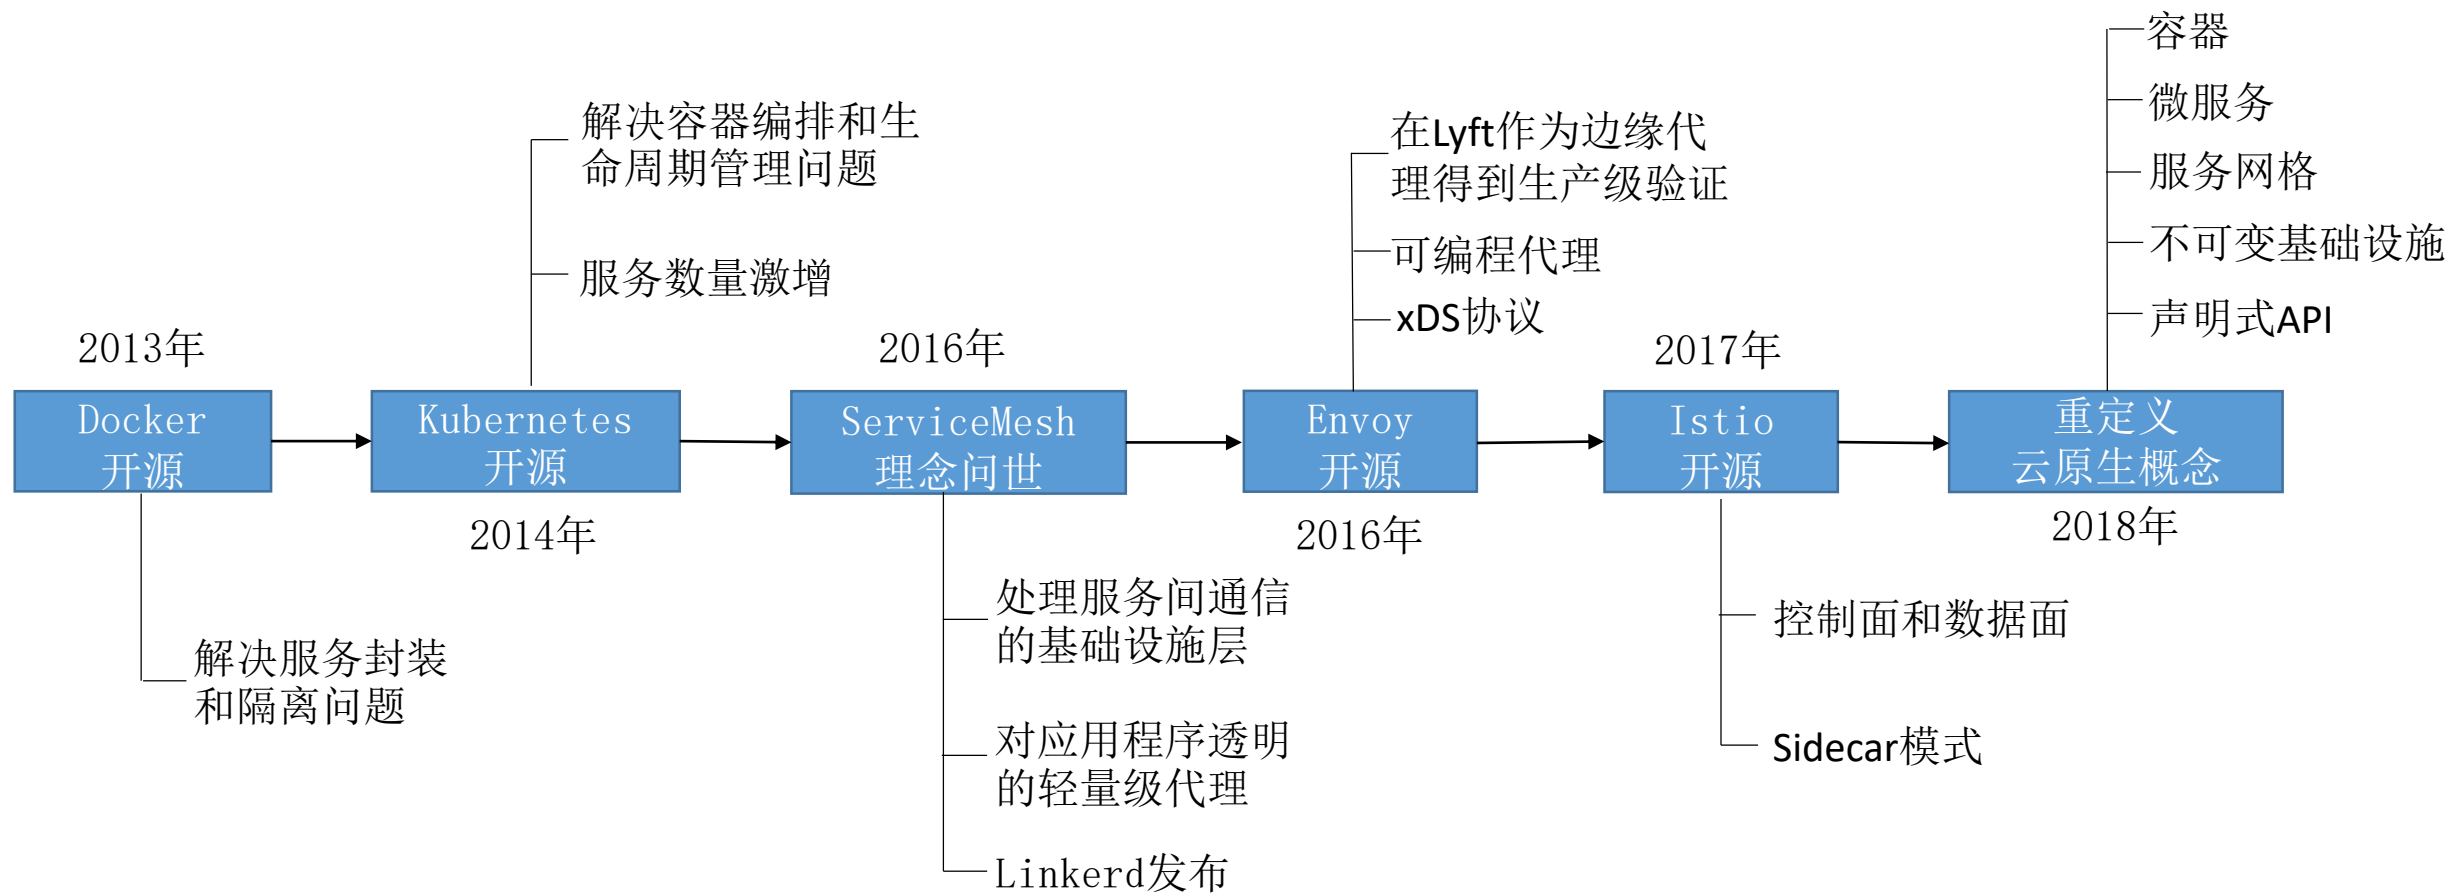 2013年
Docker
开源
解决服务封装
和隔离问题
解决容器编排和生
命周期管理问题
服务数量激增
Kubernetes
开源
2014年
2016年
ServiceMesh
理念问世
处理服务间通信
的基础设施层
对应用程序透明
的轻量级代理
Linkerd发布
在Lyft作为边缘代
理得到生产级验证
可编程代理
xDS协议
Envoy
开源
2016年
2017年
Istio
开源
控制面和数据面
Sidecar模式
容器
微服务
服务网格
不可变基础设施
声明式API
重定义
云原生概念
2018年